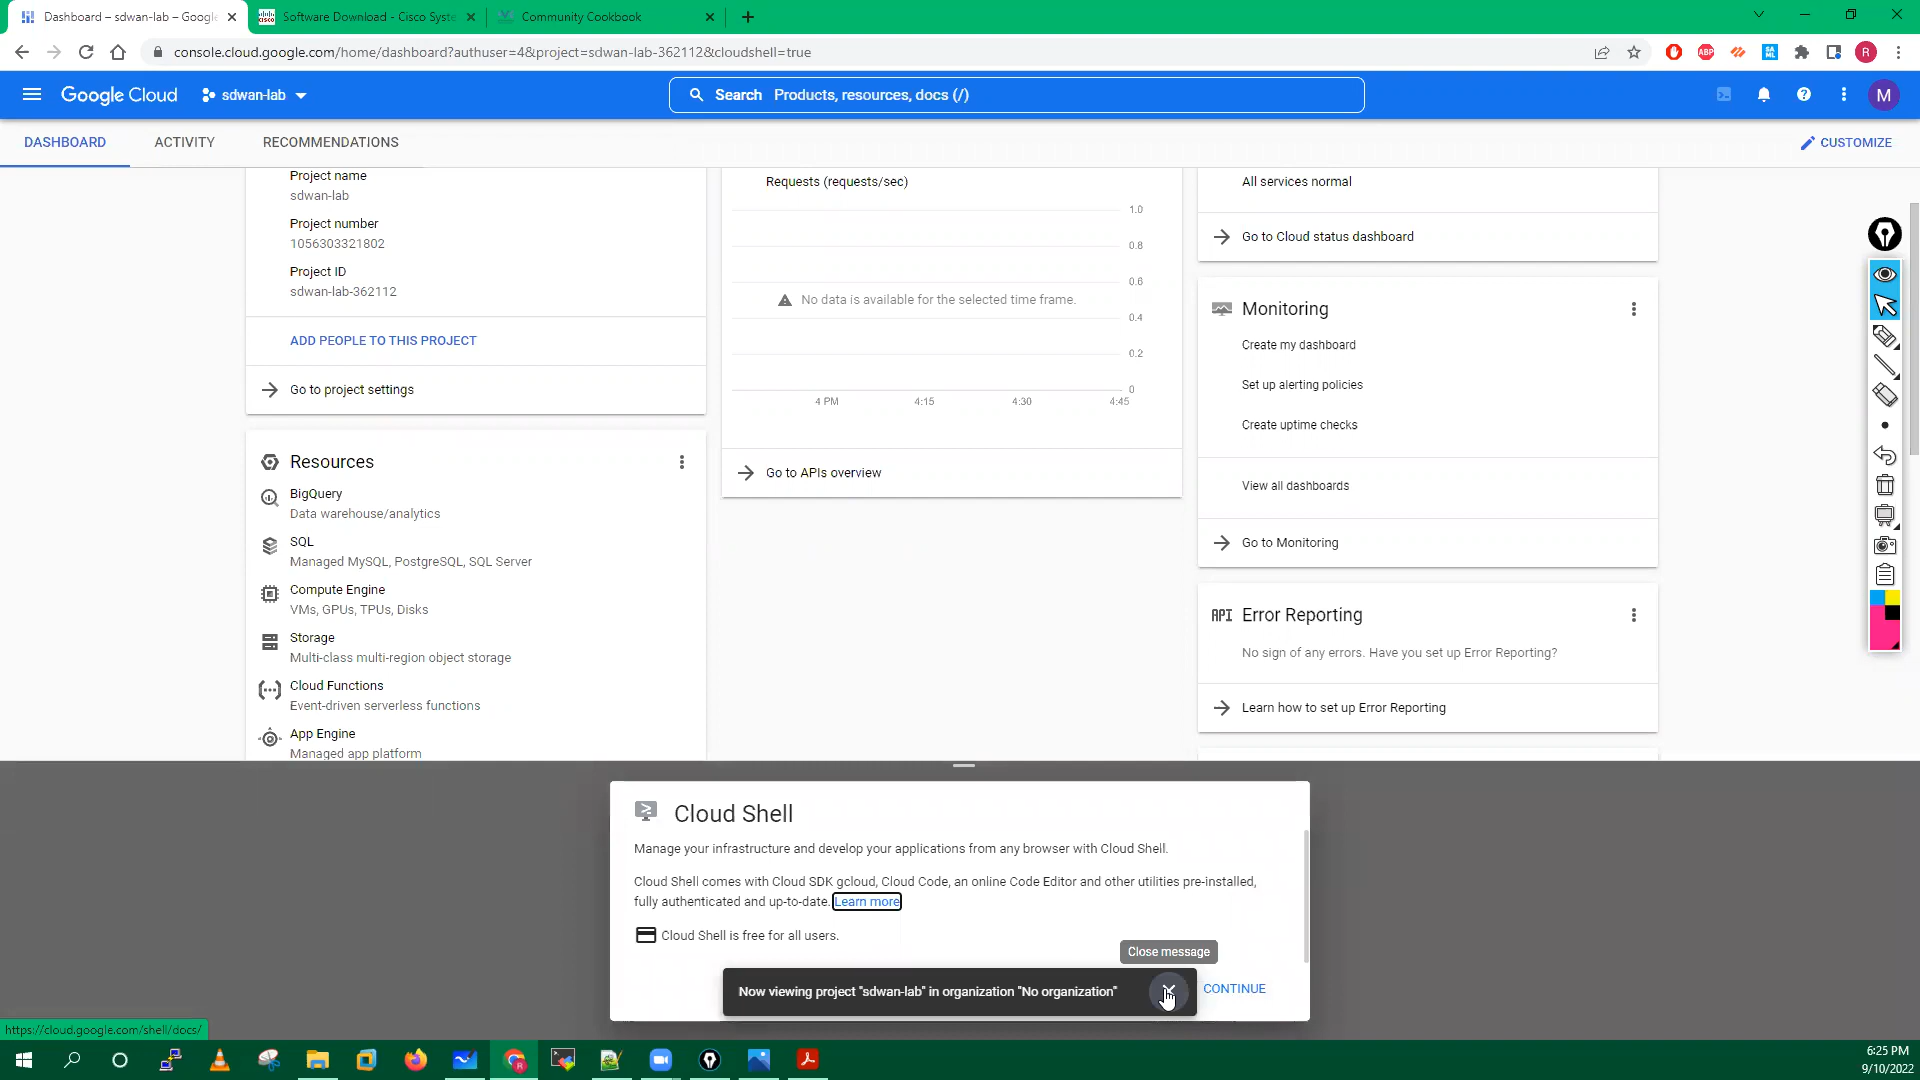 Dashboard – sdwan-lab – Google
Software Download - Cisco Syste
Community Cookbook
console.cloud.google.com/home/dashboard?authuser=4&project=sdwan-lab-362112&cloudshell=true
ABP
SAML
R
Google Cloud
sdwan-lab
Search Products, resources, docs (/)
M
DASHBOARD
ACTIVITY
RECOMMENDATIONS
CUSTOMIZE
Project name
sdwan-lab
Project number
1056303321802
Project ID
sdwan-lab-362112
ADD PEOPLE TO THIS PROJECT
Go to project settings
Resources
BigQuery
Data warehouse/analytics
SQL
Managed MySQL, PostgreSQL, SQL Server
Compute Engine
VMs, GPUs, TPUs, Disks
Storage
Multi-class multi-region object storage
Cloud Functions
Event-driven serverless functions
App Engine
Managed app platform
Requests (requests/sec)
1.0
0.8
0.6
No data is available for the selected time frame.
0.4
0.2
0
4 PM
4:15
4:30
4:45
Go to APIs overview
All services normal
Go to Cloud status dashboard
Monitoring
Create my dashboard
Set up alerting policies
Create uptime checks
View all dashboards
Go to Monitoring
API Error Reporting
No sign of any errors. Have you set up Error Reporting?
Learn how to set up Error Reporting
Cloud Shell
Manage your infrastructure and develop your applications from any browser with Cloud Shell.
Cloud Shell comes with Cloud SDK gcloud, Cloud Code, an online Code Editor and other utilities pre-installed,
fully authenticated and up-to-date. Learn more
Cloud Shell is free for all users.
Close message
Now viewing project "sdwan-lab" in organization "No organization"
CONTINUE
https://cloud.google.com/shell/docs/
6:25 PM
9/10/2022